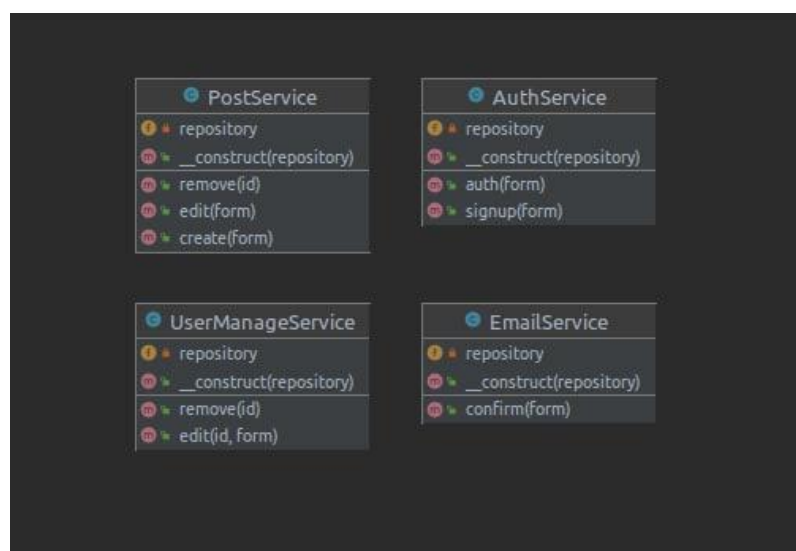 PostService
repository
__construct(repository)
remove(id)
edit(form)
create(form)
AuthService
repository
__construct(repository)
auth(form)
signup(form)
UserManageService
repository
__construct(repository)
remove(id)
edit(id, form)
EmailService
repository
__construct(repository)
confirm(form)